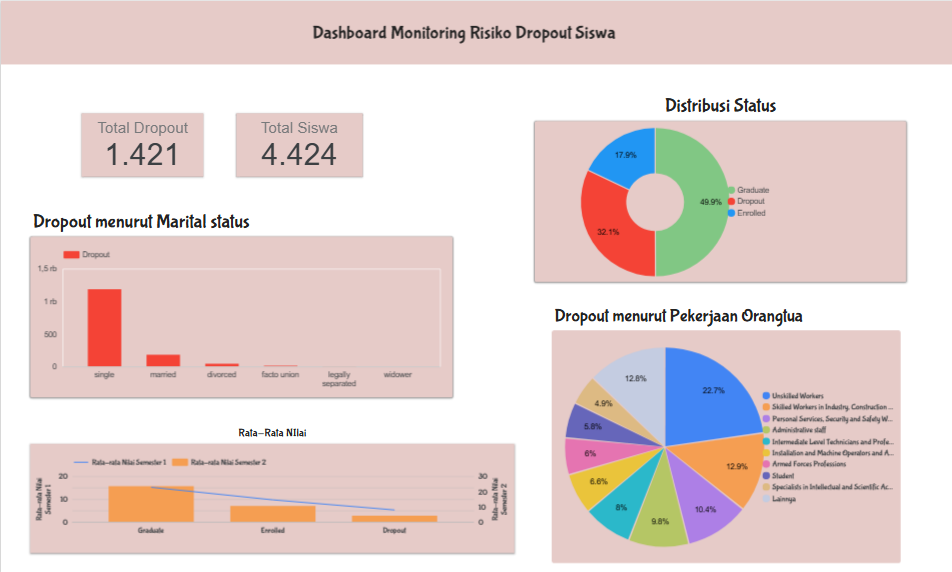 Dashboard Monitoring Risiko Dropout Siswa
Total Dropout
1.421
Total Siswa
4.424
Distribusi Status
17.9%
49.9%
32.1%
Graduate
Dropout
Enrolled
Dropout menurut Marital status
Dropout
1,5 rb
1 rb
500
0
single
married
divorced
facto union
legally
separated
widower
Dropout menurut Pekerjaan Orangtua
22.7%
12.9%
10.4%
9.8%
8%
6.6%
6%
5.8%
4.9%
12.8%
Unskilled Workers
Skilled Workers in Industry, Construction ...
Personal Services, Security and Safety W...
Administrative staff
Intermediate Level Technicians and Profe...
Installation and Machine Operators and A...
Armed Forces Professions
Student
Specialists in Intellectual and Scientific Ac...
Lainnya
Rata-Rata NIlai
Rata-rata Nilai Semester 1
Rata-rata Nilai Semester 2
Rata-rata Nilai
Semester 1
20
10
0
30
20
10
0
Rata-rata Nilai
Semester 2
Graduate
Enrolled
Dropout